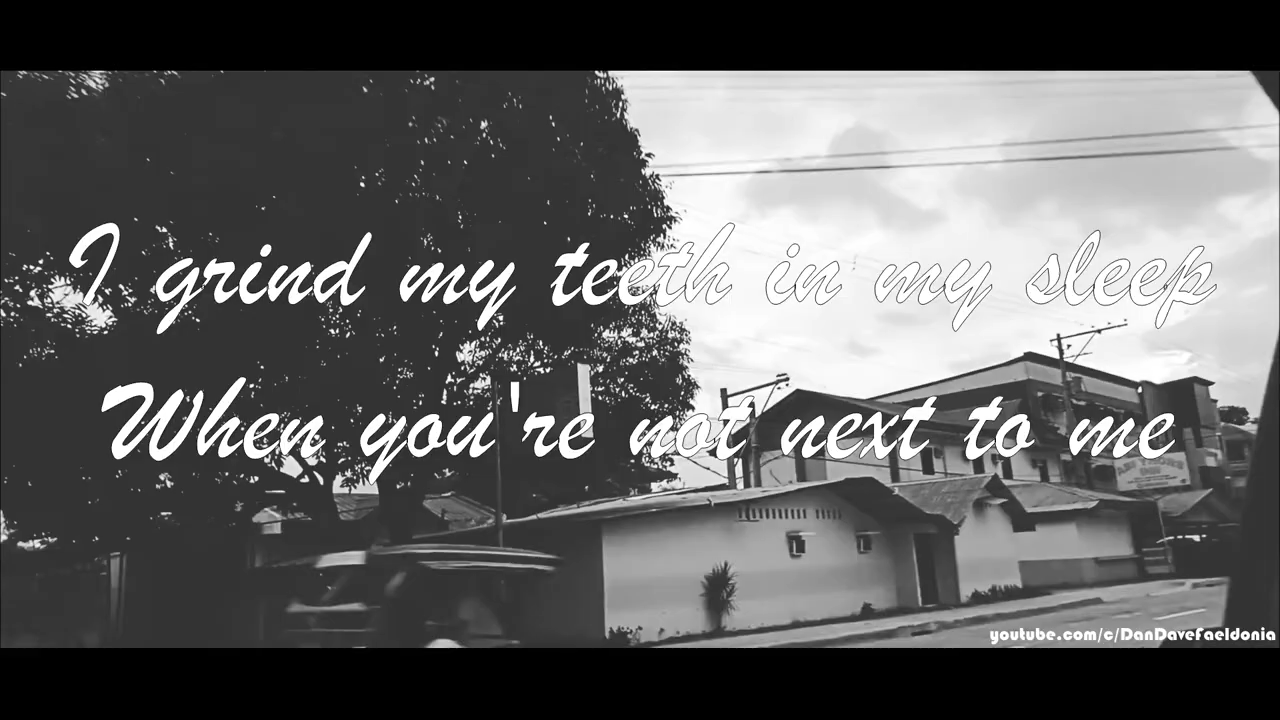 I grind my teeth in my sleep
When you're not next to me
youtube.com/c/DanDaveFaeldonia